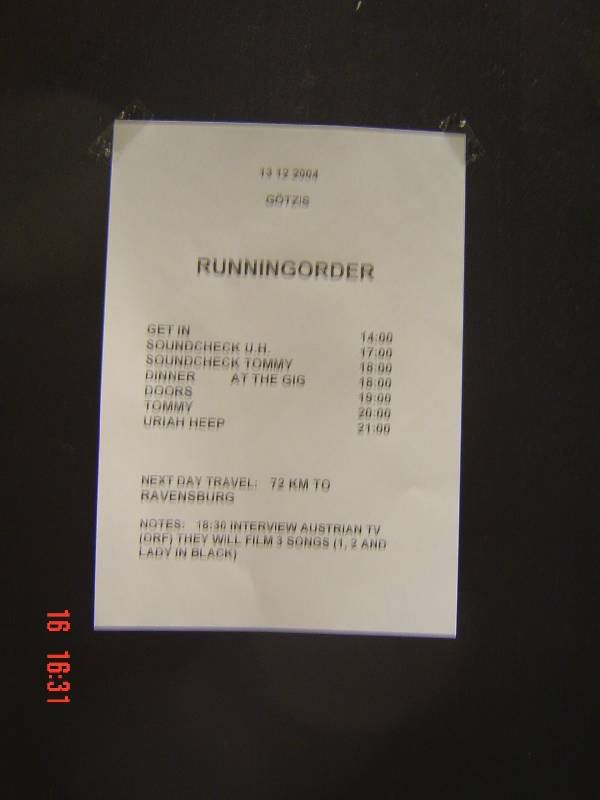 13 12 2004
GÖTZIS
RUNNINGORDER
GET IN 14:00
SOUNDCHECK U.H. 17:00
SOUNDCHECK TOMMY 18:00
DINNER AT THE GIG 18:00
DOORS 19:00
TOMMY 20:00
URIAH HEEP 21:00
NEXT DAY TRAVEL: 72 KM TO
RAVENSBURG
NOTES: 18:30 INTERVIEW AUSTRIAN TV
(ORF) THEY WILL FILM 3 SONGS (1, 2 AND
LADY IN BLACK)
16 16:31